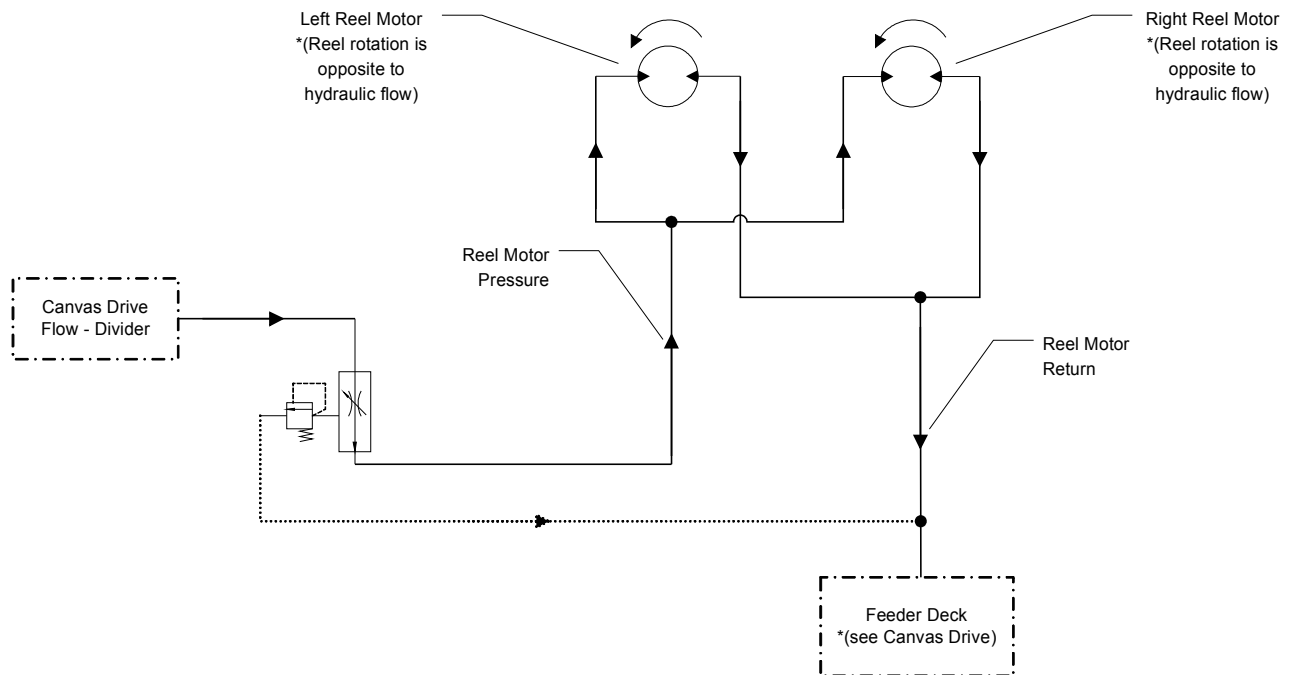 Left Reel Motor
*(Reel rotation is
opposite to
hydraulic flow)
Right Reel Motor
*(Reel rotation is
opposite to
hydraulic flow)
Reel Motor
Pressure
Canvas Drive
Flow - Divider
Reel Motor
Return
Feeder Deck
*(see Canvas Drive)